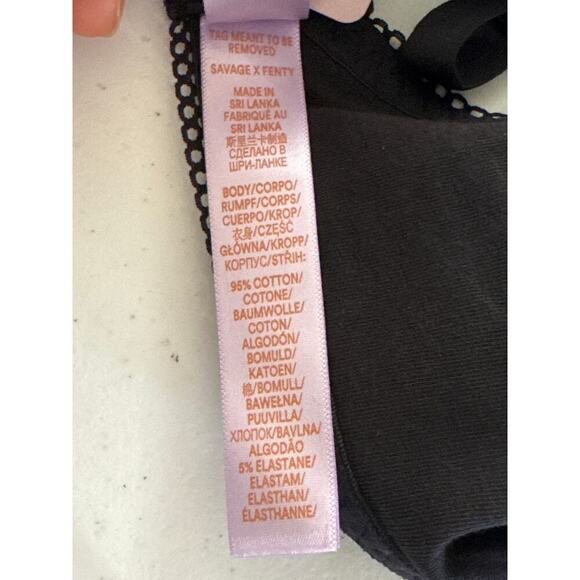 TAG MEANT TO BE
REMOVED
SAVAGE X FENTY
MADE IN
SRI LANKA
FABRIQUÉ AU
SRI LANKA
斯里兰卡制造
СДЕЛАНО В
ШРИ-ЛАНКЕ
BODY/CORPO/
RUMPF/CORPS/
CUERPO/KROP/
衣身/CZĘŚĆ
GŁÓWNA/KROPP/
КОРПУС/STŘIH:
95% COTTON/
COTONE/
BAUMWOLLE/
COTON/
ALGODÓN/
BOMULD/
KATOEN/
棉/BOMULL/
BAWEŁNA/
PUUVILLA/
ХЛОПОК/BAVLNA/
ALGODÃO
5% ELASTANE/
ELASTAM/
ELASTHAN/
ÉLASTHANNE/